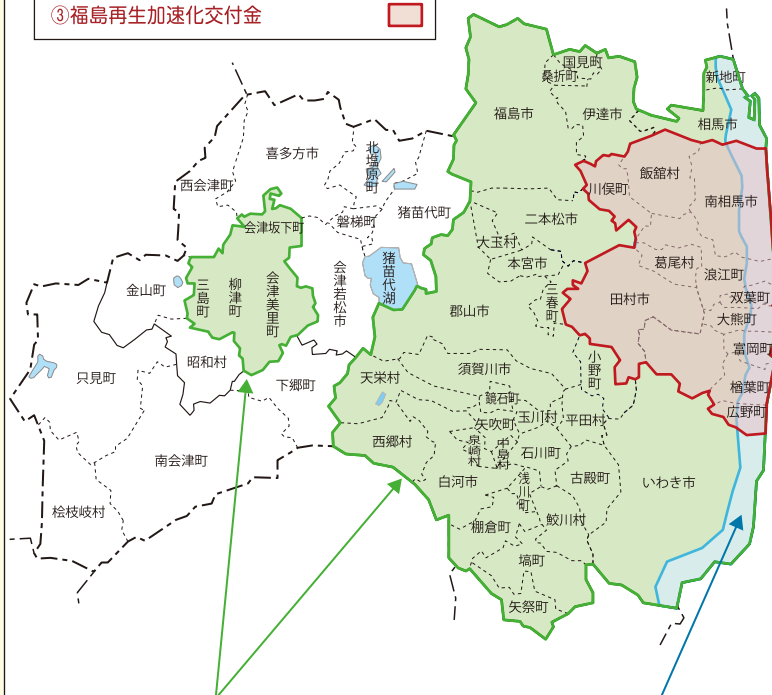 ③福島再生加速化交付金
国見町
桑折町
新地町
福島市
伊達市
相馬市
喜多方市
北塩原町
飯舘村
西会津町
川俣町
南相馬市
猪苗代町
磐梯町
二本松市
会津坂下町
大玉村
本宮市
葛尾村
浪江町
猪苗代湖
会津若松市
金山町
三島町
柳津町
会津美里町
三春町
田村市
双葉町
郡山市
大熊町
富岡町
昭和村
小野町
須賀川市
只見町
下郷町
天栄村
楢葉町
鏡石町
広野町
矢吹町
玉川村
平田村
西郷村
泉崎村
中島村
石川町
南会津町
白河市
浅川町
古殿町
いわき市
桧枝岐村
棚倉町
鮫川村
塙町
矢祭町